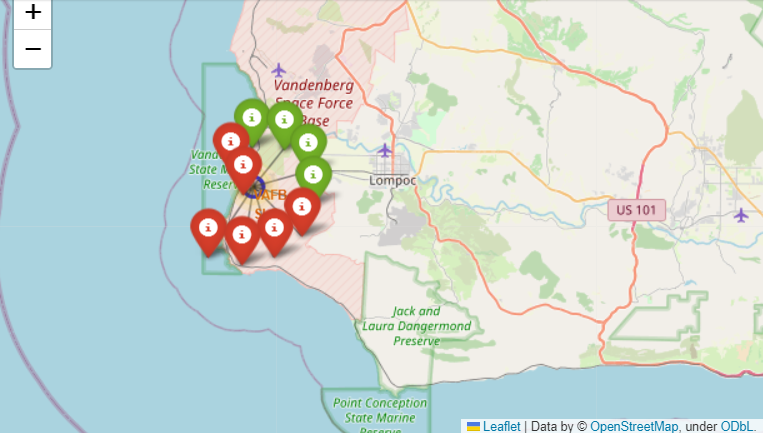 +
−
Vandenberg
Space Force
Base
Vand
State M
Reser
VAFB
SL
Lompoc
US 101
Jack and
Laura Dangermond
Preserve
Point Conception
State Marine
Reserve
Leaflet | Data by © OpenStreetMap, under ODbL.